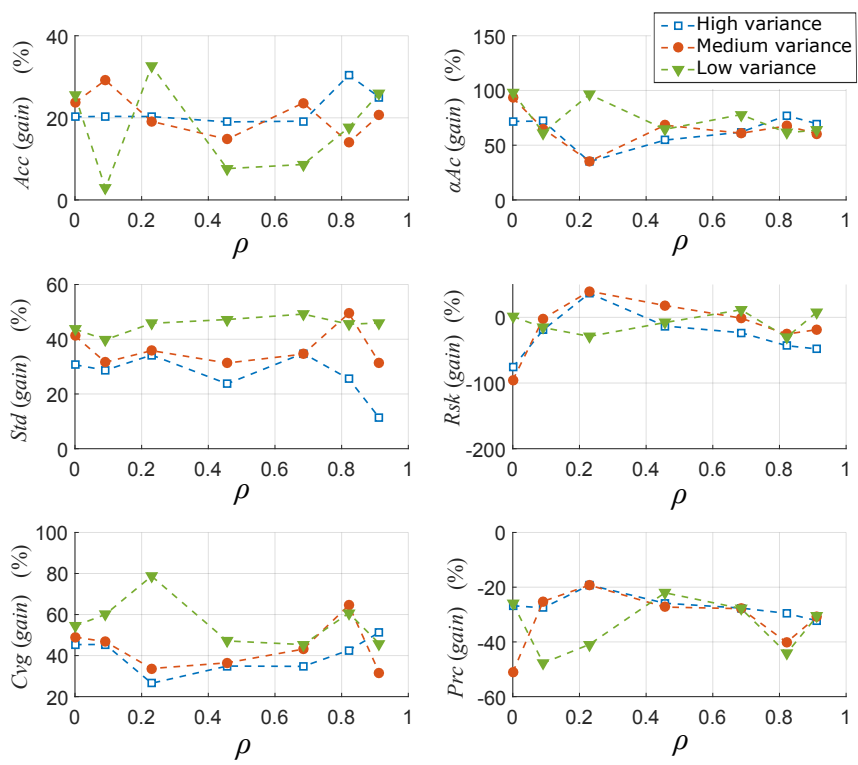 High variance
Medium variance
Low variance
Acc (gain) (%)
40
20
0
0 0.2 0.4 0.6 0.8 1
ρ
αAc (gain) (%)
150
100
50
0
0 0.2 0.4 0.6 0.8 1
ρ
Std (gain) (%)
60
40
20
0
0 0.2 0.4 0.6 0.8 1
ρ
Rsk (gain) (%)
0
-100
-200
0 0.2 0.4 0.6 0.8 1
ρ
Cvg (gain) (%)
100
80
60
40
20
0 0.2 0.4 0.6 0.8 1
ρ
Prc (gain) (%)
0
-20
-40
-60
0 0.2 0.4 0.6 0.8 1
ρ